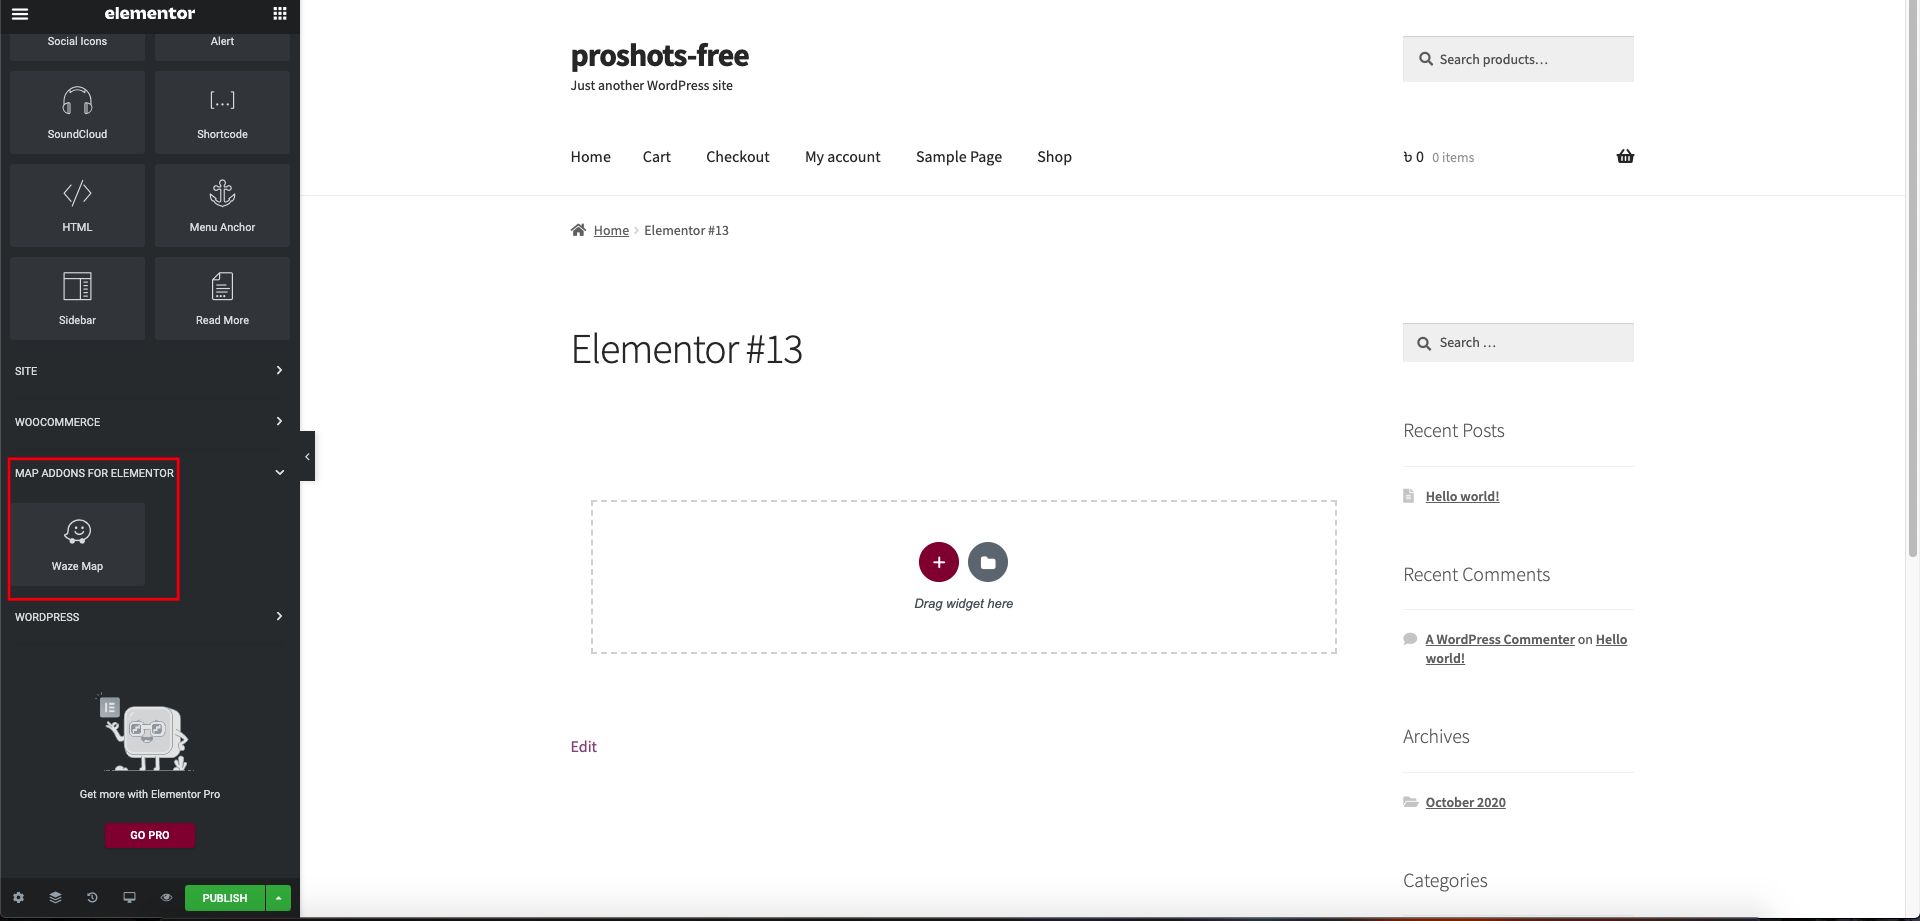 elementor
Social Icons
Alert
SoundCloud
[...]
Shortcode
HTML
Menu Anchor
Sidebar
Read More
SITE
WOOCOMMERCE
MAP ADDONS FOR ELEMENTOR
Waze Map
WORDPRESS
Get more with Elementor Pro
GO PRO
PUBLISH
proshots-free
Just another WordPress site
Search products…
Home
Cart
Checkout
My account
Sample Page
Shop
৳ 0 0 items
Home Elementor #13
Elementor #13
Drag widget here
Edit
Search …
Recent Posts
Hello world!
Recent Comments
A WordPress Commenter on Hello
world!
Archives
October 2020
Categories